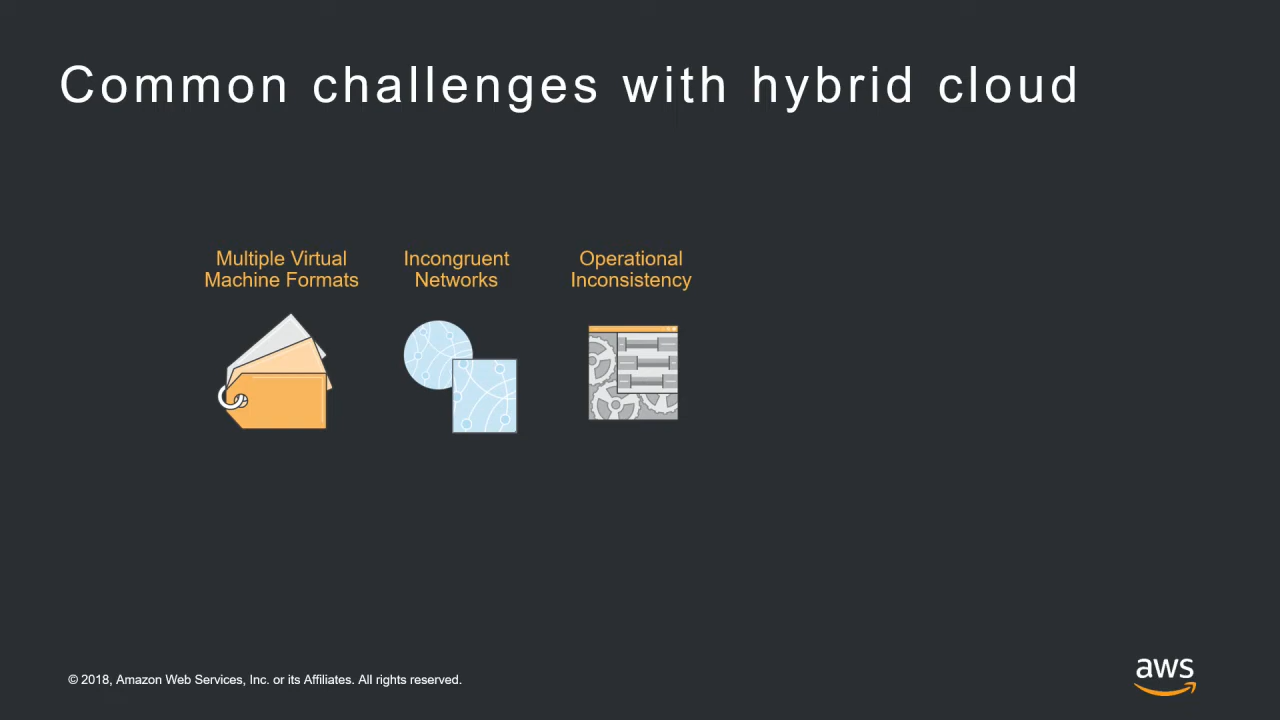 Common challenges with hybrid cloud
Multiple Virtual
Machine Formats
Incongruent
Networks
Operational
Inconsistency
© 2018, Amazon Web Services, Inc. or its Affiliates. All rights reserved.
aws